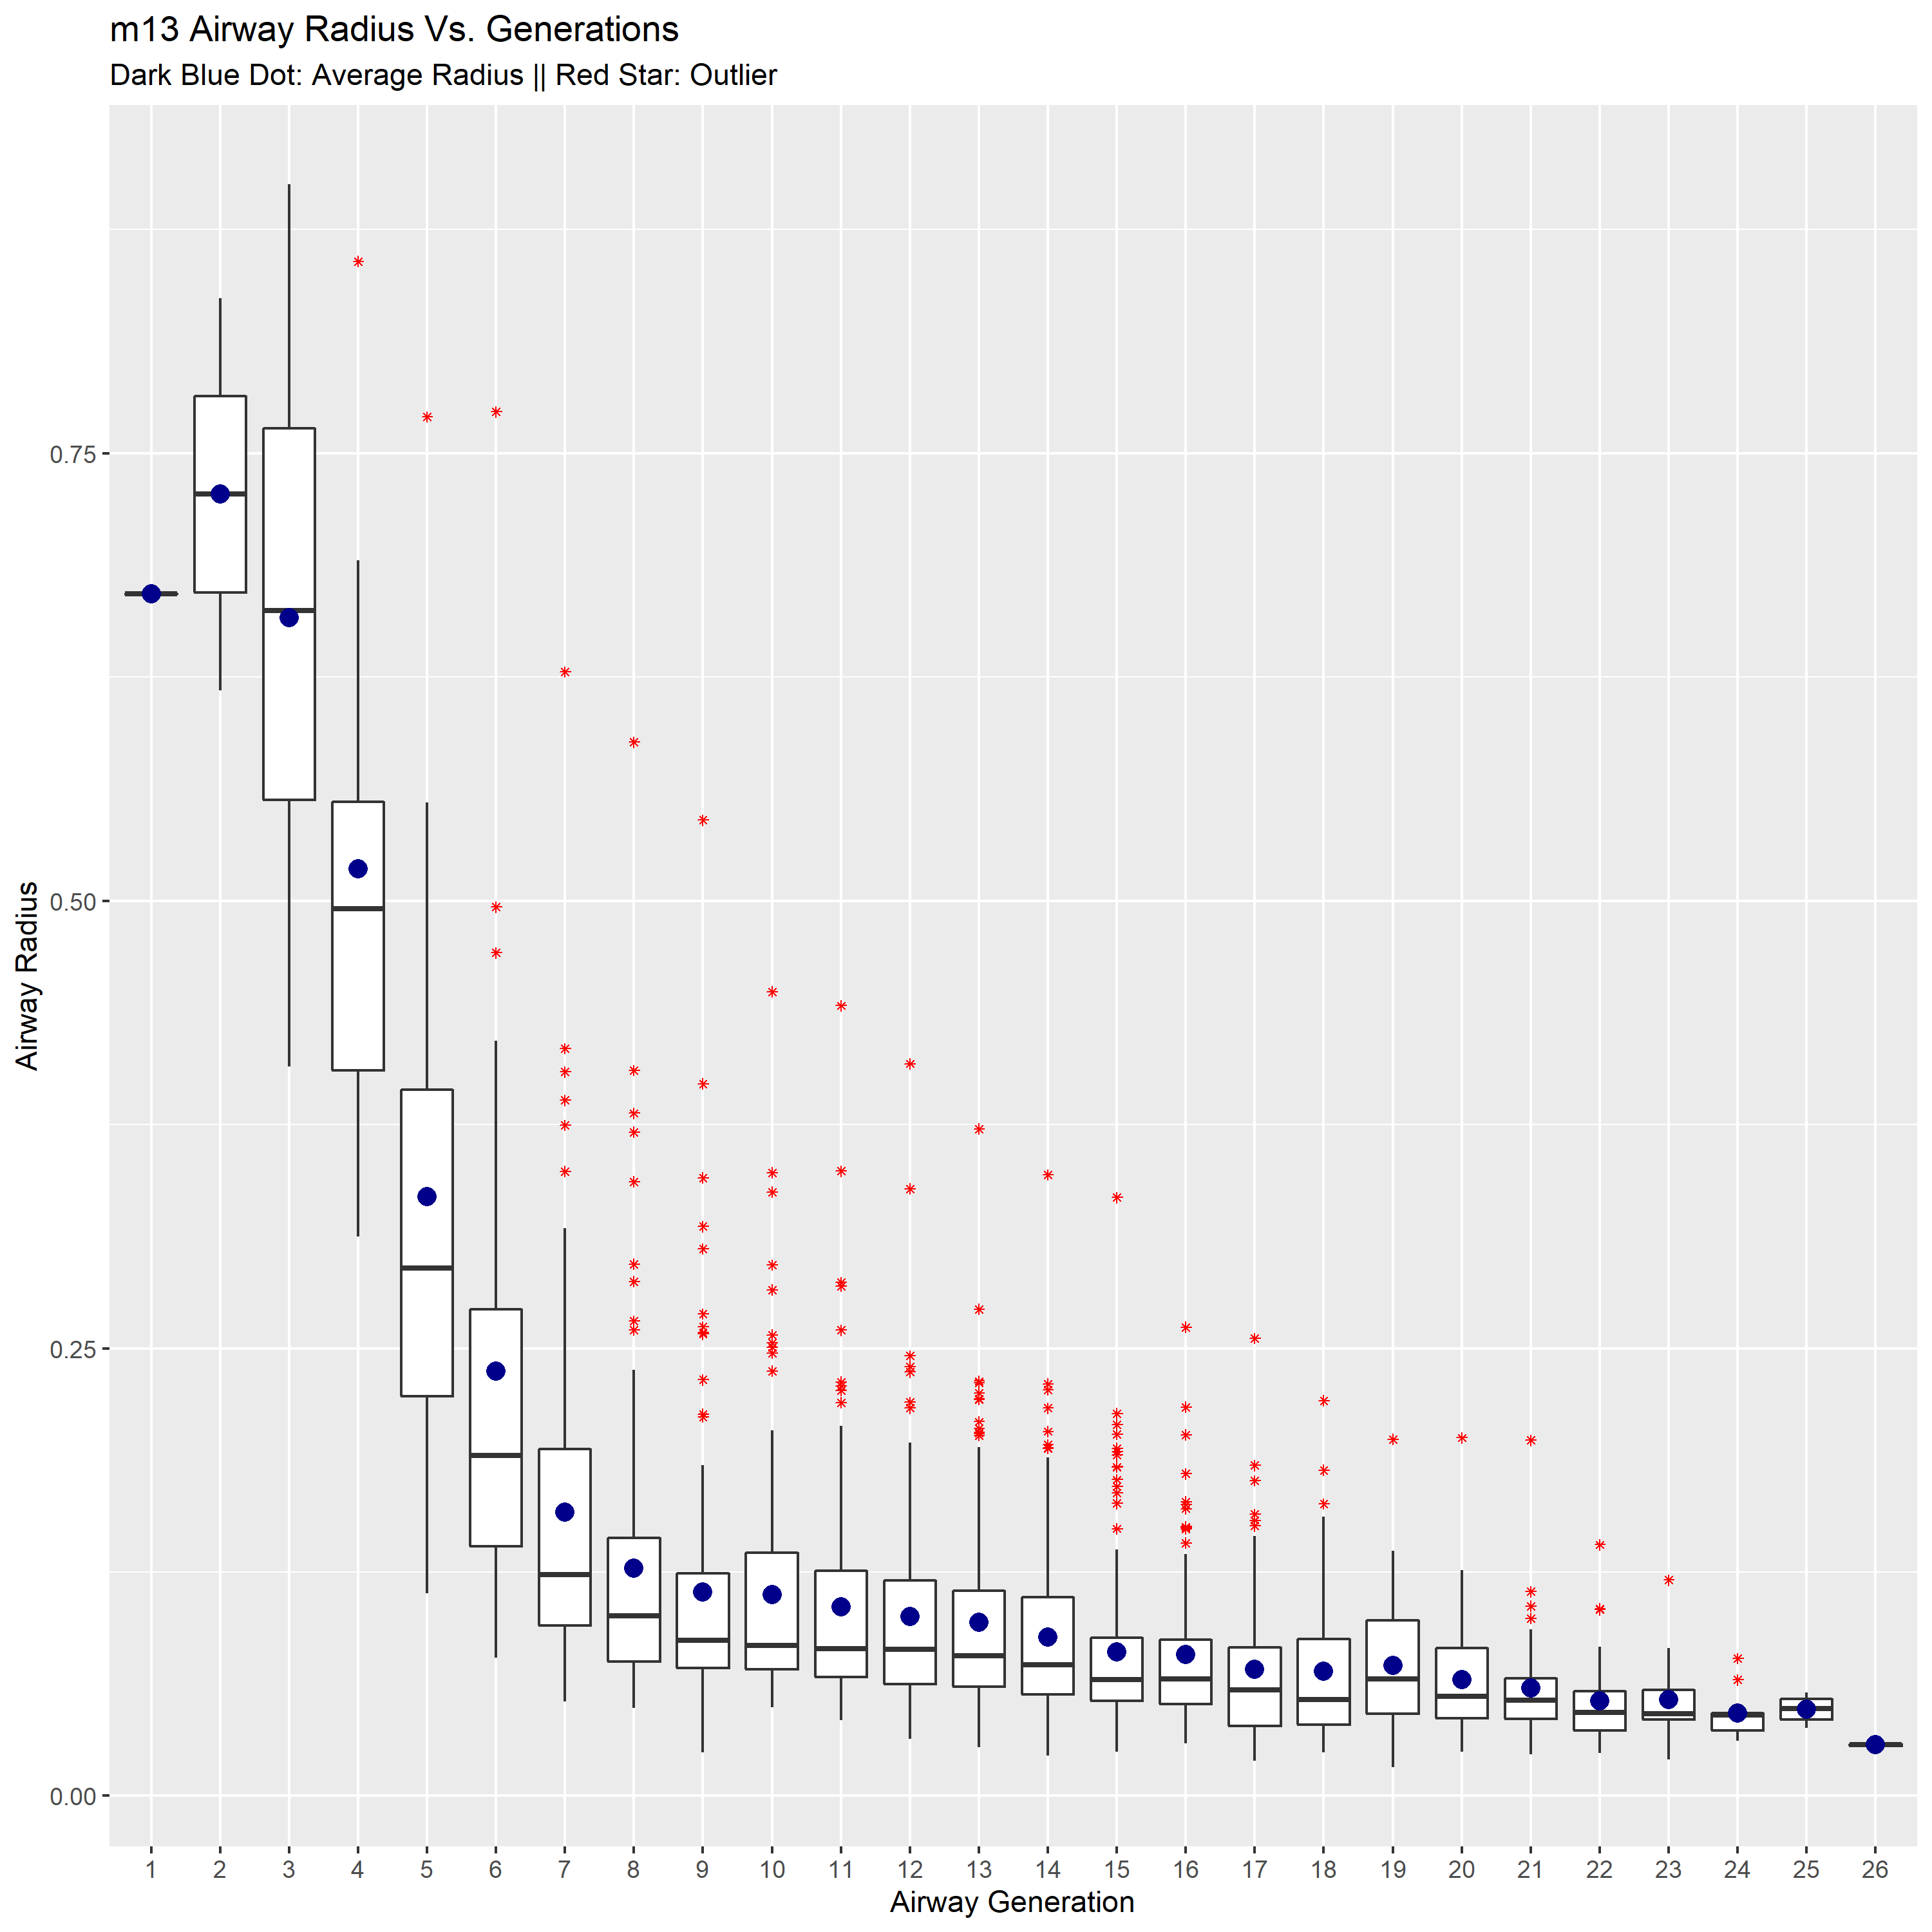 m13 Airway Radius Vs. Generations
Dark Blue Dot: Average Radius || Red Star: Outlier
Airway Radius
0.75
0.50
0.25
0.00
1 2 3 4 5 6 7 8 9 10 11 12 13 14 15 16 17 18 19 20 21 22 23 24 25 26
Airway Generation